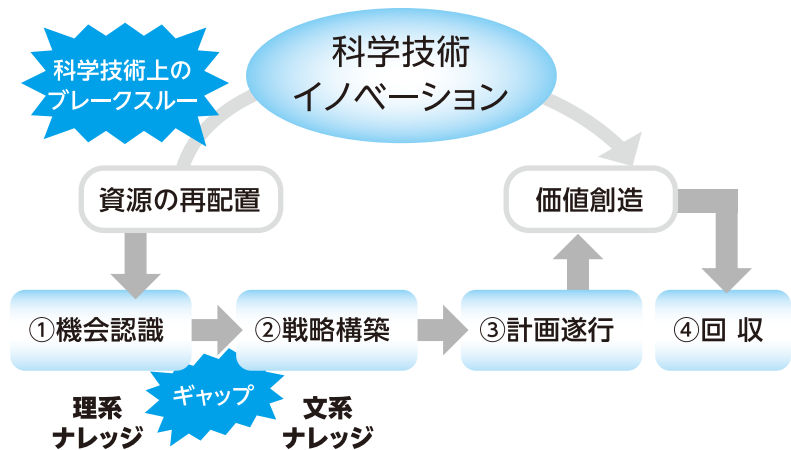 科学技術上の
ブレークスルー
科学技術
イノベーション
資源の再配置
価値創造
①機会認識
②戦略構築
③計画遂行
④回 収
ギャップ
理系
ナレッジ
文系
ナレッジ